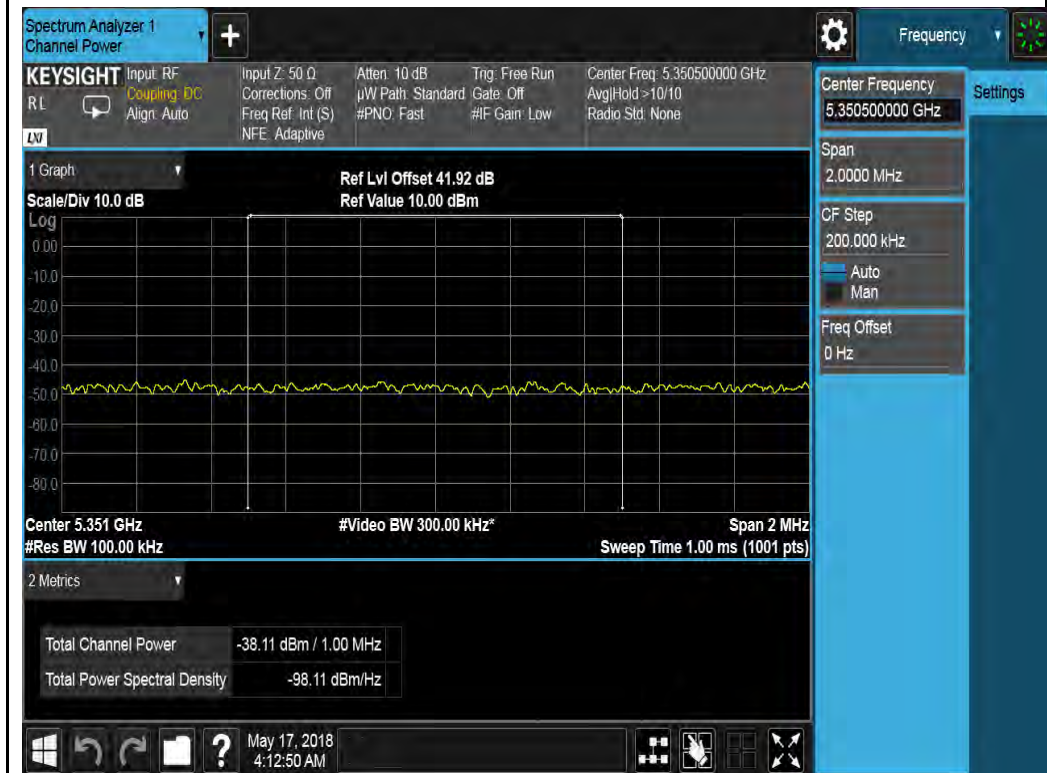 Spectrum Analyzer 1
Channel Power
+
Frequency
KEYSIGHT
Input: RF
Coupling: DC
Align: Auto
Input Z: 50 Ω
Corrections: Off
Freq Ref: Int (S)
NFE: Adaptive
Atten: 10 dB
µW Path: Standard
#PNO: Fast
Trig: Free Run
Gate: Off
#IF Gain: Low
Center Freq: 5.350500000 GHz
Avg|Hold >10/10
Radio Std: None
RL
LXI
Center Frequency
5.350500000 GHz
Settings
Span
2.0000 MHz
CF Step
200.000 kHz
Auto
Man
Freq Offset
0 Hz
1 Graph
Scale/Div 10.0 dB
Ref Lvl Offset 41.92 dB
Ref Value 10.00 dBm
Log
0.00
-10.0
-20.0
-30.0
-40.0
-50.0
-60.0
-70.0
-80.0
Center 5.351 GHz
#Video BW 300.00 kHz*
Span 2 MHz
#Res BW 100.00 kHz
Sweep Time 1.00 ms (1001 pts)
2 Metrics
Total Channel Power -38.11 dBm / 1.00 MHz
Total Power Spectral Density -98.11 dBm/Hz
?
May 17, 2018
4:12:50 AM